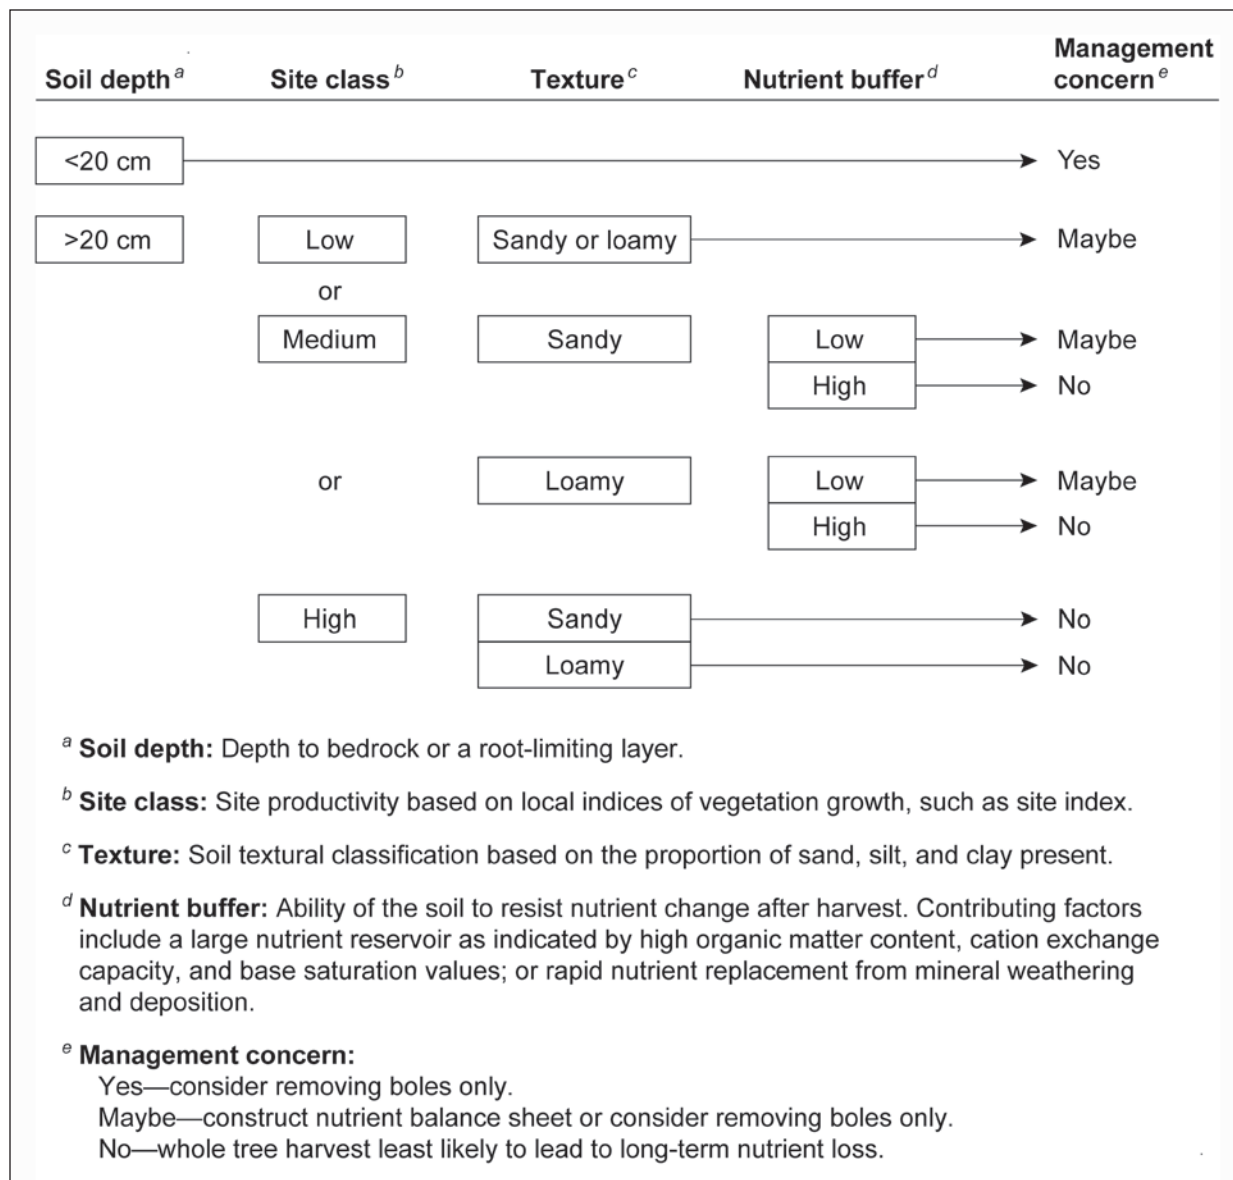 Soil depth a Site class b Texture c Nutrient buffer d Management concern e
<20 cm Yes
>20 cm Low Sandy or loamy Maybe
or
Medium Sandy Low Maybe
High No
or Loamy Low Maybe
High No
High Sandy No
Loamy No
a Soil depth: Depth to bedrock or a root-limiting layer.
b Site class: Site productivity based on local indices of vegetation growth, such as site index.
c Texture: Soil textural classification based on the proportion of sand, silt, and clay present.
d Nutrient buffer: Ability of the soil to resist nutrient change after harvest. Contributing factors
include a large nutrient reservoir as indicated by high organic matter content, cation exchange
capacity, and base saturation values; or rapid nutrient replacement from mineral weathering
and deposition.
e Management concern:
Yes—consider removing boles only.
Maybe—construct nutrient balance sheet or consider removing boles only.
No—whole tree harvest least likely to lead to long-term nutrient loss.